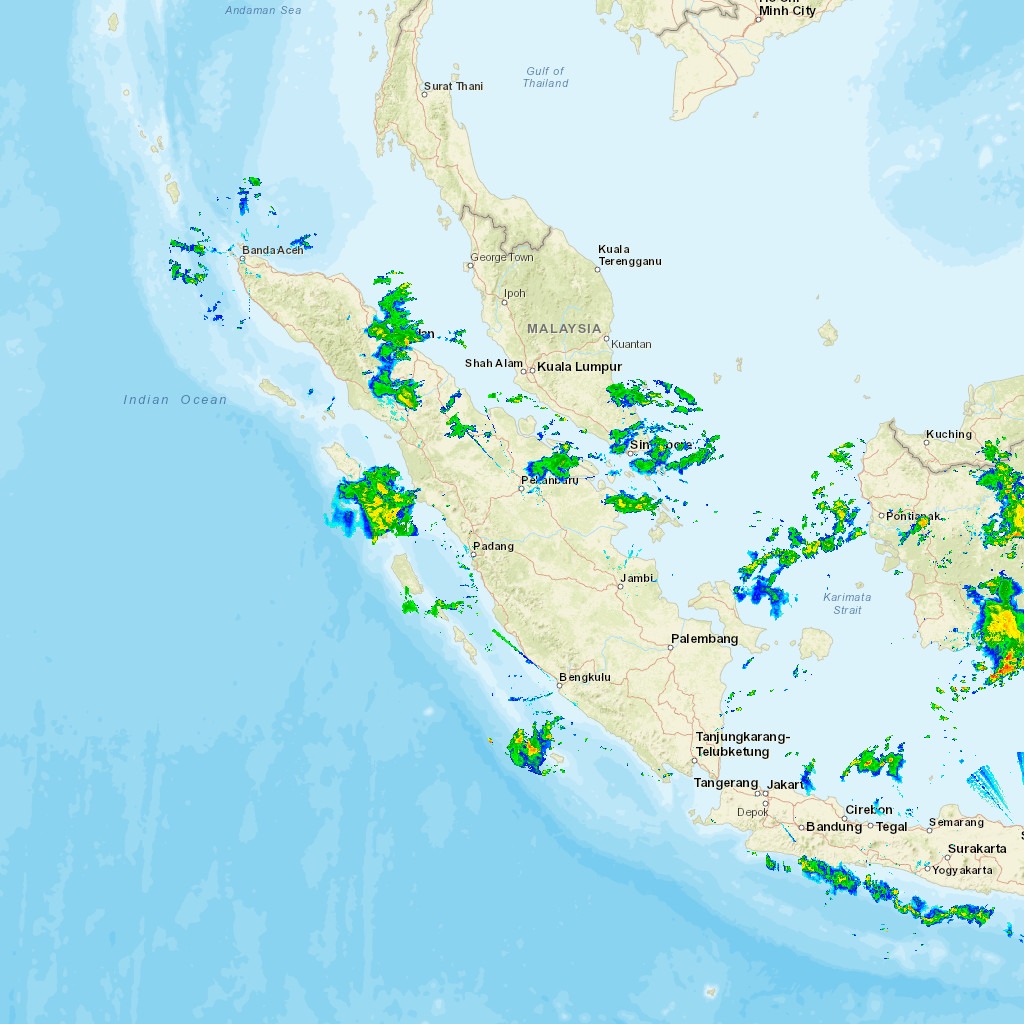 Andaman Sea
Minh City
Gulf of
Thailand
Surat Thani
Banda Aceh
George Town
Kuala
Terengganu
Ipoh
MALAYSIA
Kuantan
Shah Alam
Kuala Lumpur
Indian Ocean
Kuching
Pekanbaru
Pontianak
Padang
Jambi
Karimata
Strait
Palembang
Bengkulu
Tanjungkarang-
Telubketung
Tangerang
Jakart
Depok
Cirebon
Bandung
Tegal
Semarang
Surakarta
Yogyakarta